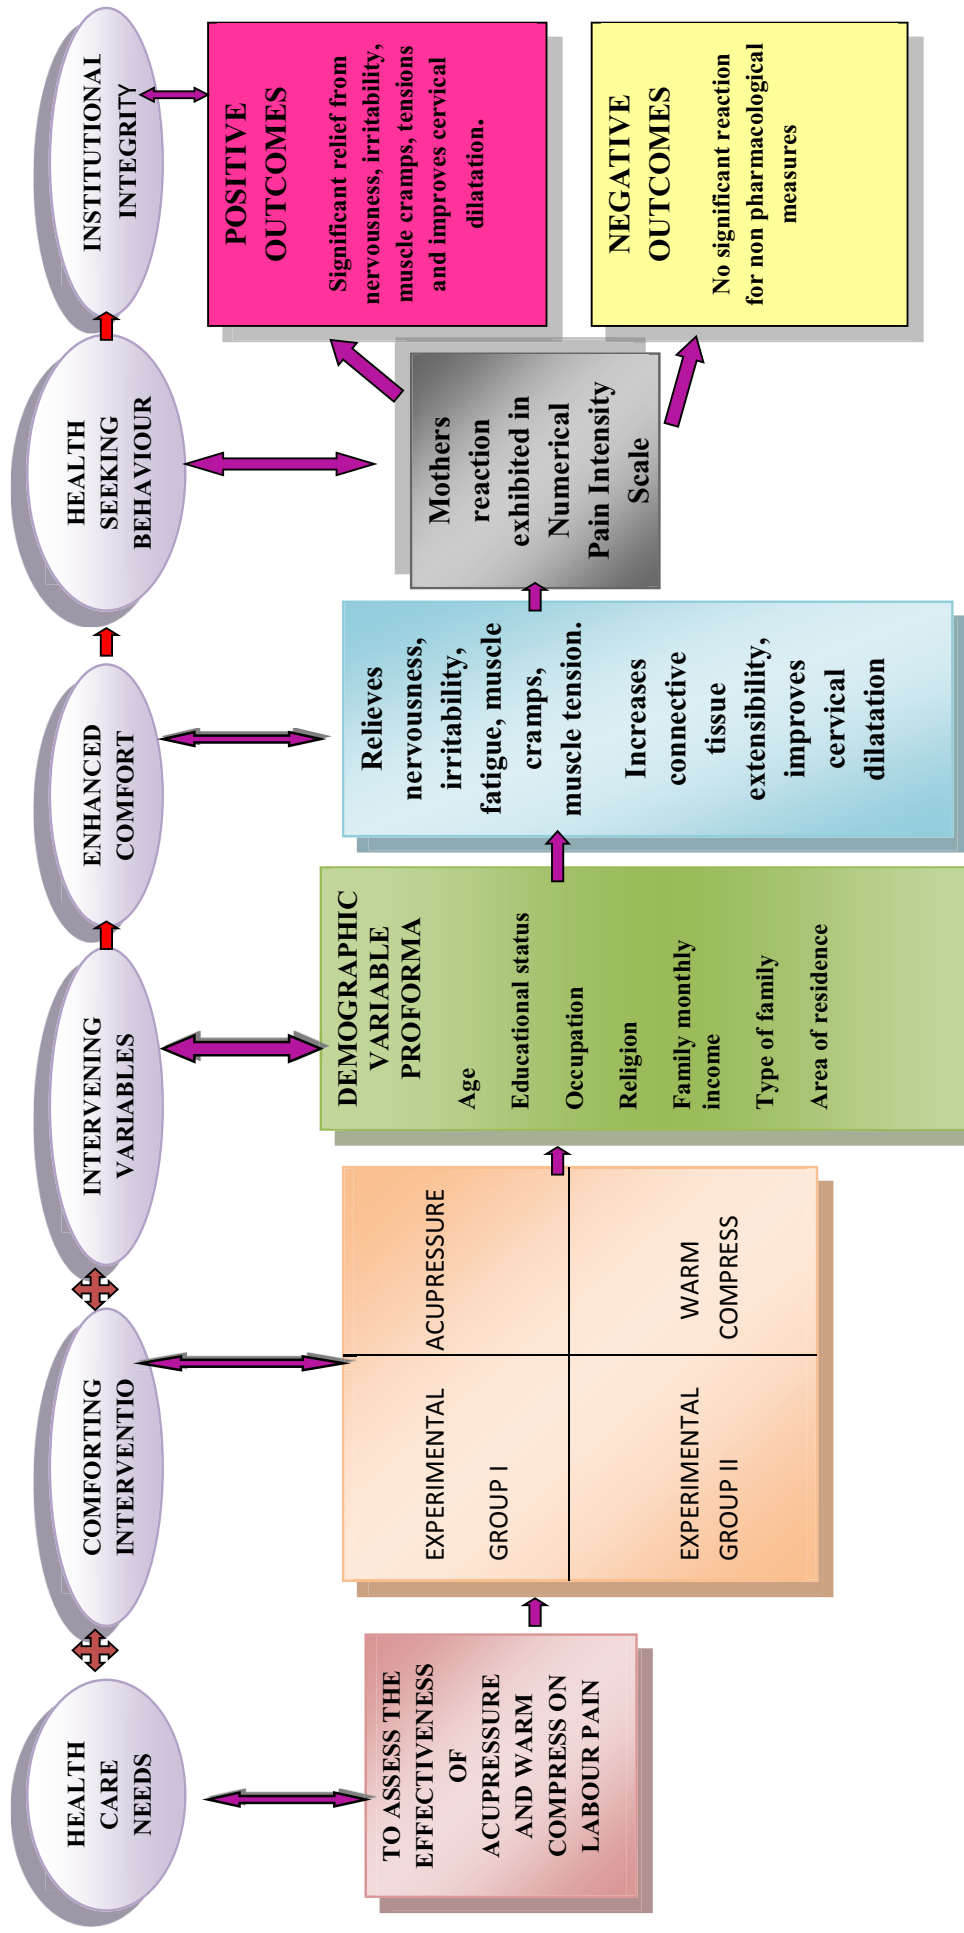 HEALTH
CARE
NEEDS
COMFORTING
INTERVENTIO
INTERVENING
VARIABLES
ENHANCED
COMFORT
HEALTH
SEEKING
BEHAVIOUR
INSTITUTIONAL
INTEGRITY
TO ASSESS THE
EFFECTIVENESS
OF
ACUPRESSURE
AND WARM
COMPRESS ON
LABOUR PAIN
EXPERIMENTAL
GROUP I
ACUPRESSURE
EXPERIMENTAL
GROUP II
WARM
COMPRESS
DEMOGRAPHIC
VARIABLE
PROFORMA
Age
Educational status
Occupation
Religion
Family monthly
income
Type of family
Area of residence
Relieves
nervousness,
irritability,
fatigue, muscle
cramps,
muscle tension.
Increases
connective
tissue
extensibility,
improves
cervical
dilatation
Mothers
reaction
exhibited in
Numerical
Pain Intensity
Scale
POSITIVE
OUTCOMES
Significant relief from
nervousness, irritability,
muscle cramps, tensions
and improves cervical
dilatation.
NEGATIVE
OUTCOMES
No significant reaction
for non pharmacological
measures